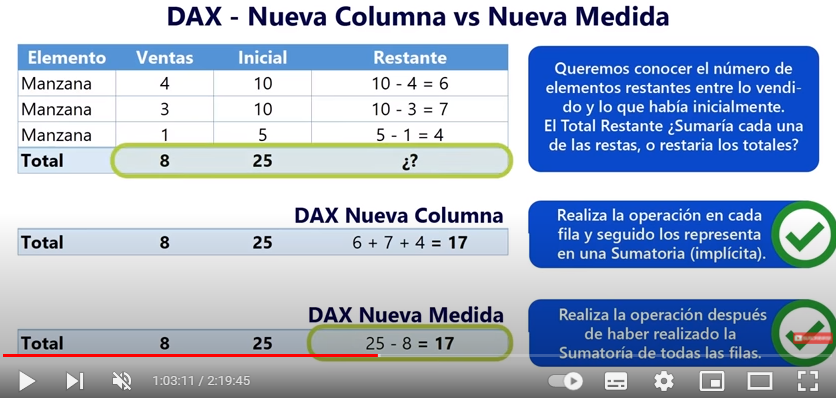 DAX - Nueva Columna vs Nueva Medida
Elemento Ventas Inicial Restante
Manzana 4 10 10 - 4 = 6
Manzana 3 10 10 - 3 = 7
Manzana 1 5 5 - 1 = 4
Total 8 25 ¿?
Queremos conocer el número de
elementos restantes entre lo vendi-
do y lo que había inicialmente.
El Total Restante ¿Sumaría cada una
de las restas, o restaria los totales?
DAX Nueva Columna
Total 8 25 6 + 7 + 4 = 17
Realiza la operación en cada
fila y seguido los representa
en una Sumatoria (implícita).
DAX Nueva Medida
Total 8 25 25 - 8 = 17
Realiza la operación después
de haber realizado la
Sumatoría de todas las filas.
1:03:11 / 2:19:45